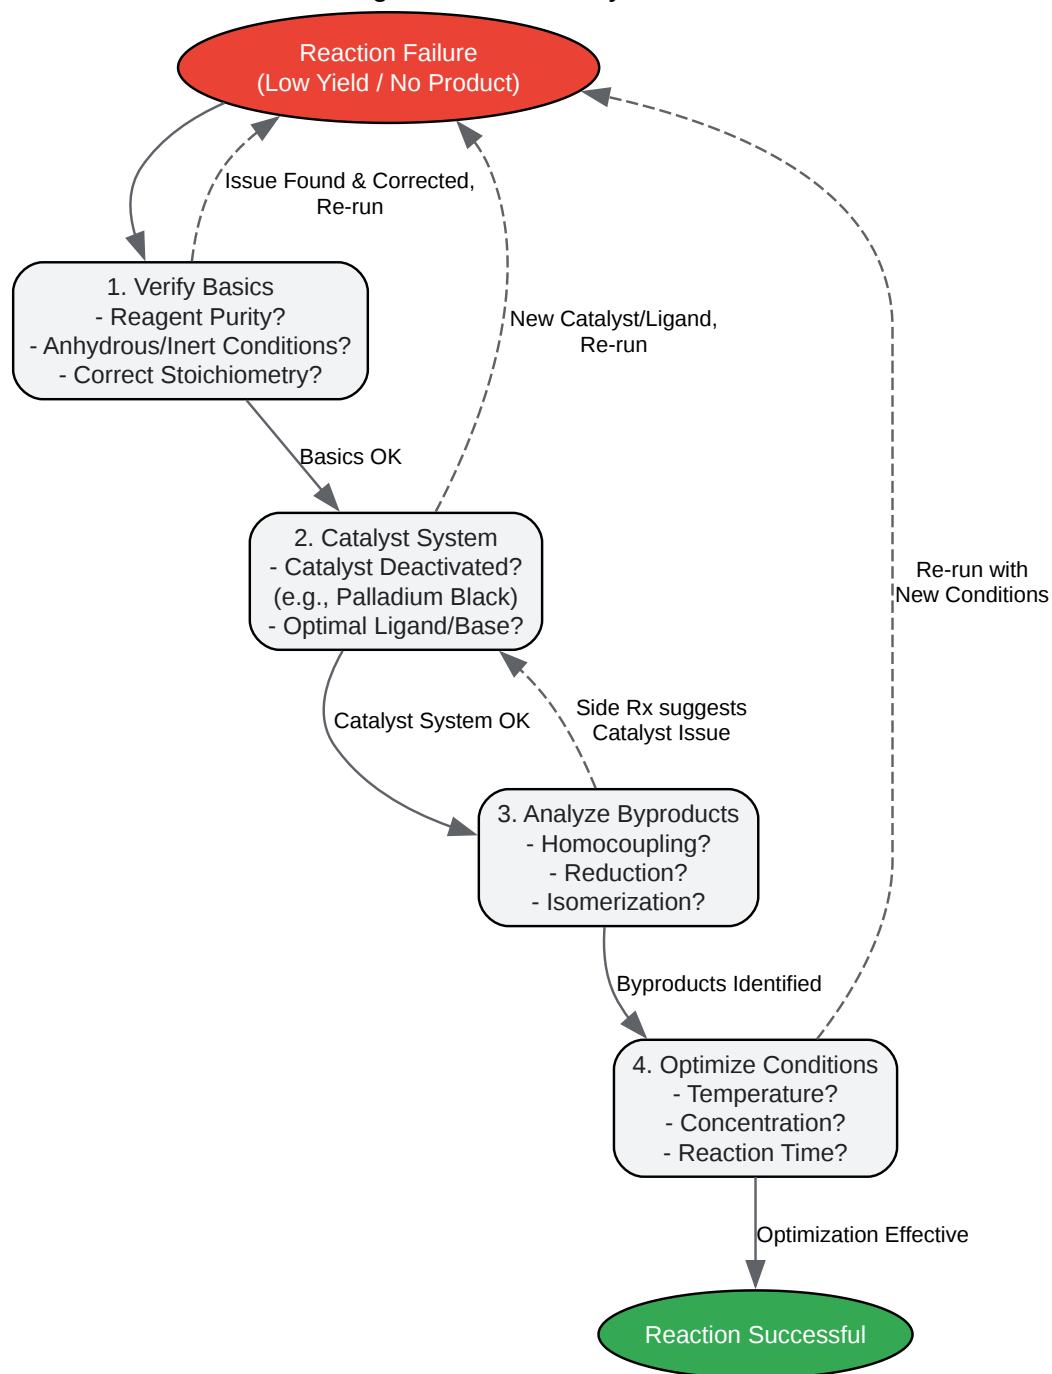 Reaction Failure
(Low Yield / No Product)
Issue Found & Corrected,
Re-run
1. Verify Basics
- Reagent Purity?
- Anhydrous/Inert Conditions?
- Correct Stoichiometry?
New Catalyst/Ligand,
Re-run
Basics OK
2. Catalyst System
- Catalyst Deactivated?
(e.g., Palladium Black)
- Optimal Ligand/Base?
Re-run with
New Conditions
Catalyst System OK
Side Rx suggests
Catalyst Issue
3. Analyze Byproducts
- Homocoupling?
- Reduction?
- Isomerization?
Byproducts Identified
4. Optimize Conditions
- Temperature?
- Concentration?
- Reaction Time?
Optimization Effective
Reaction Successful